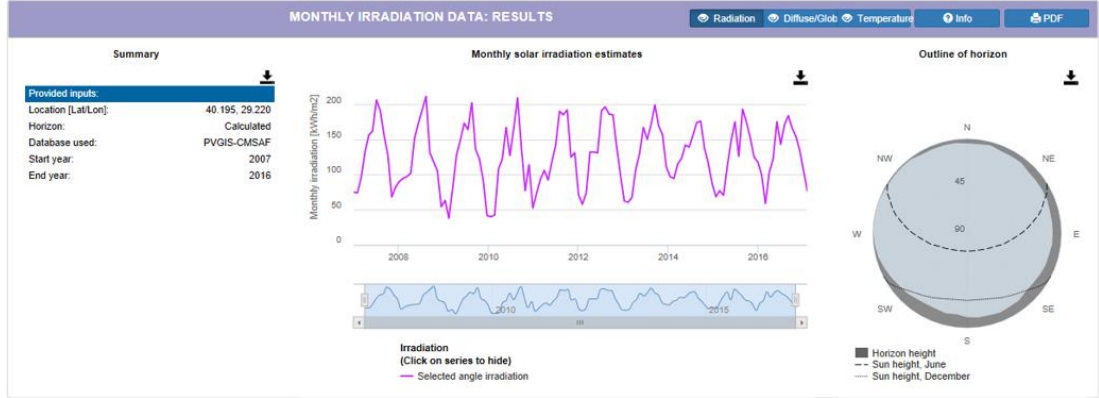 MONTHLY IRRADIATION DATA: RESULTS
Radiation
Diffuse/Glob
Temperature
Info
PDF
Summary
Provided inputs:
Location [Lat/Lon]: 40.195, 29.220
Horizon: Calculated
Database used: PVGIS-CMSAF
Start year: 2007
End year: 2016
Monthly solar irradiation estimates
Monthly irradiation [kWh/m2]
200
150
100
50
0
2008 2010 2012 2014 2016
2010 2015
Irradiation
(Click on series to hide)
Selected angle irradiation
Outline of horizon
N
NW NE
45
90
W E
SW SE
S
Horizon height
Sun height, June
Sun height, December